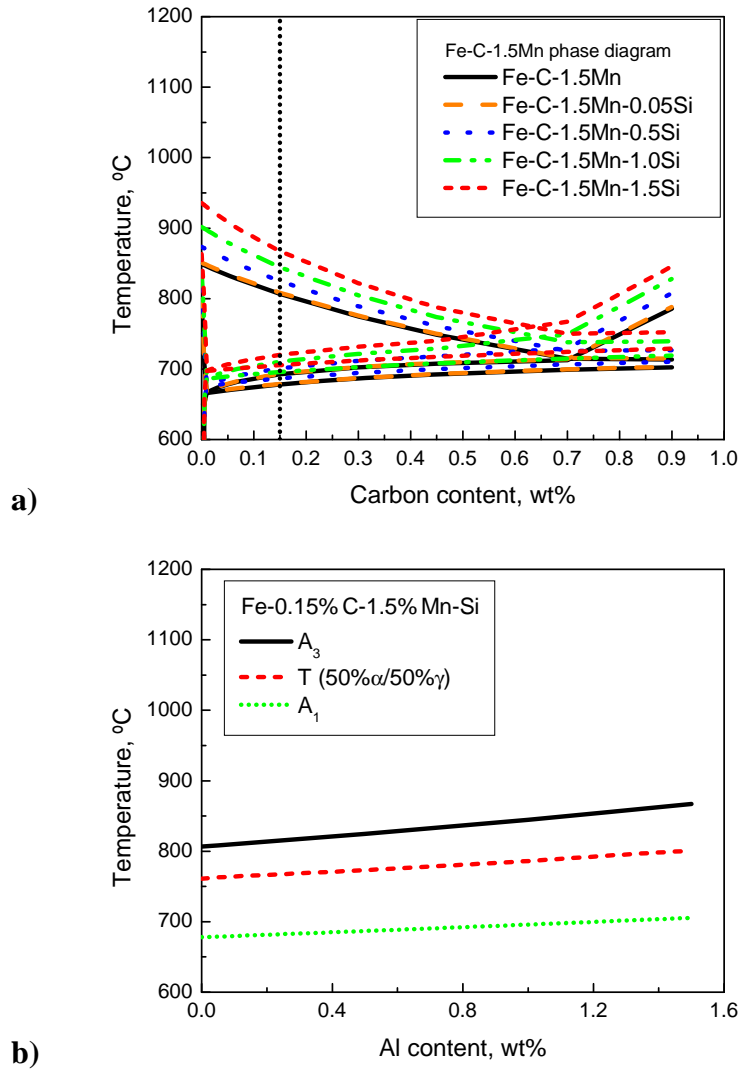 1200
1100
1000
900
800
700
600
Temperature, ºC
Fe-C-1.5Mn phase diagram
Fe-C-1.5Mn
Fe-C-1.5Mn-0.05Si
Fe-C-1.5Mn-0.5Si
Fe-C-1.5Mn-1.0Si
Fe-C-1.5Mn-1.5Si
0.0 0.1 0.2 0.3 0.4 0.5 0.6 0.7 0.8 0.9 1.0
Carbon content, wt%
a)
1200
1100
1000
900
800
700
600
Temperature, ºC
Fe-0.15% C-1.5% Mn-Si
A3
T (50%α/50%γ)
A1
0.0 0.4 0.8 1.2 1.6
Al content, wt%
b)